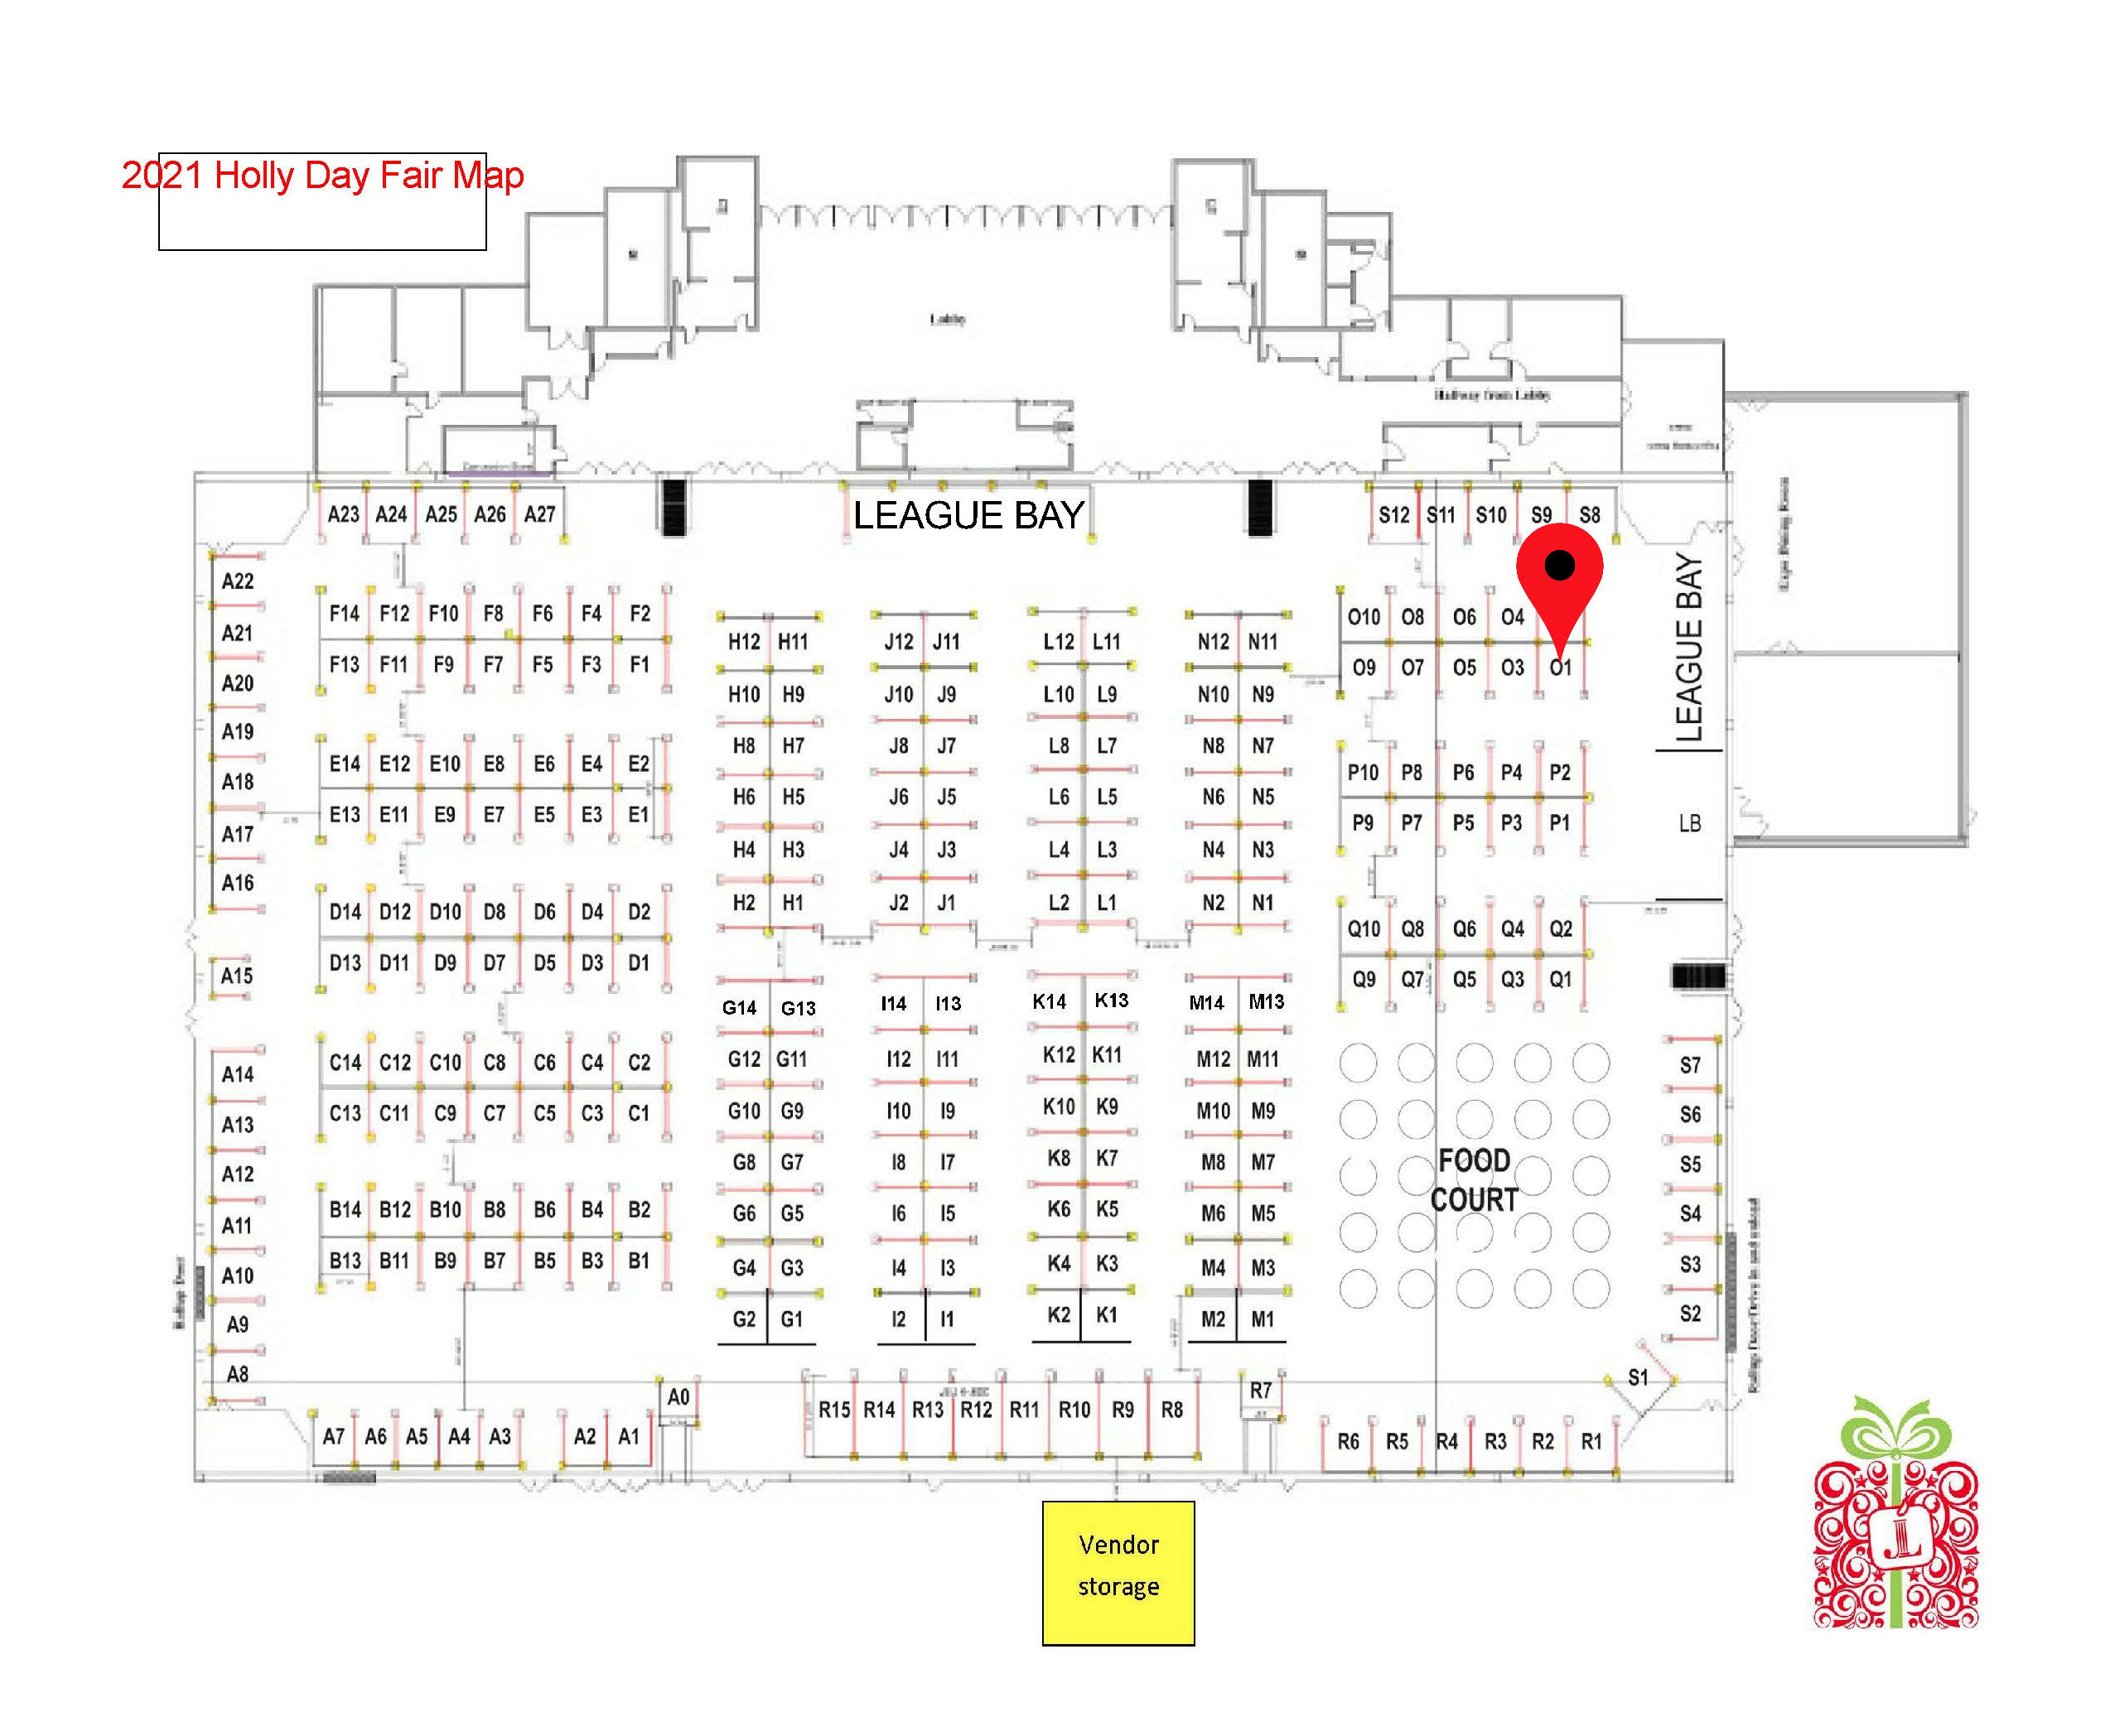 2021 Holly Day Fair Map
Lobby
Hallway from Lobby
LEAGUE BAY
A23 A24 A25 A26 A27
S12 S11 S10 S9 S8
A22
A21
A20
A19
A18
A17
A16
A15
A14
A13
A12
A11
A10
A9
A8
F14 F12 F10 F8 F6 F4 F2
F13 F11 F9 F7 F5 F3 F1
E14 E12 E10 E8 E6 E4 E2
E13 E11 E9 E7 E5 E3 E1
D14 D12 D10 D8 D6 D4 D2
D13 D11 D9 D7 D5 D3 D1
C14 C12 C10 C8 C6 C4 C2
C13 C11 C9 C7 C5 C3 C1
B14 B12 B10 B8 B6 B4 B2
B13 B11 B9 B7 B5 B3 B1
H12 H11
H10 H9
H8 H7
H6 H5
H4 H3
H2 H1
G14 G13
G12 G11
G10 G9
G8 G7
G6 G5
G4 G3
G2 G1
J12 J11
J10 J9
J8 J7
J6 J5
J4 J3
J2 J1
I14 I13
I12 I11
I10 I9
I8 I7
I6 I5
I4 I3
I2 I1
L12 L11
L10 L9
L8 L7
L6 L5
L4 L3
L2 L1
K14 K13
K12 K11
K10 K9
K8 K7
K6 K5
K4 K3
K2 K1
N12 N11
N10 N9
N8 N7
N6 N5
N4 N3
N2 N1
M14 M13
M12 M11
M10 M9
M8 M7
M6 M5
M4 M3
M2 M1
O10 O8 O6 O4
O9 O7 O5 O3 O1
P10 P8 P6 P4 P2
P9 P7 P5 P3 P1
Q10 Q8 Q6 Q4 Q2
Q9 Q7 Q5 Q3 Q1
LEAGUE BAY
LB
FOOD
COURT
S7
S6
S5
S4
S3
S2
S1
A7 A6 A5 A4 A3 A2 A1
A0
R15 R14 R13 R12 R11 R10 R9 R8
R7
R6 R5 R4 R3 R2 R1
Vendor
storage
JL